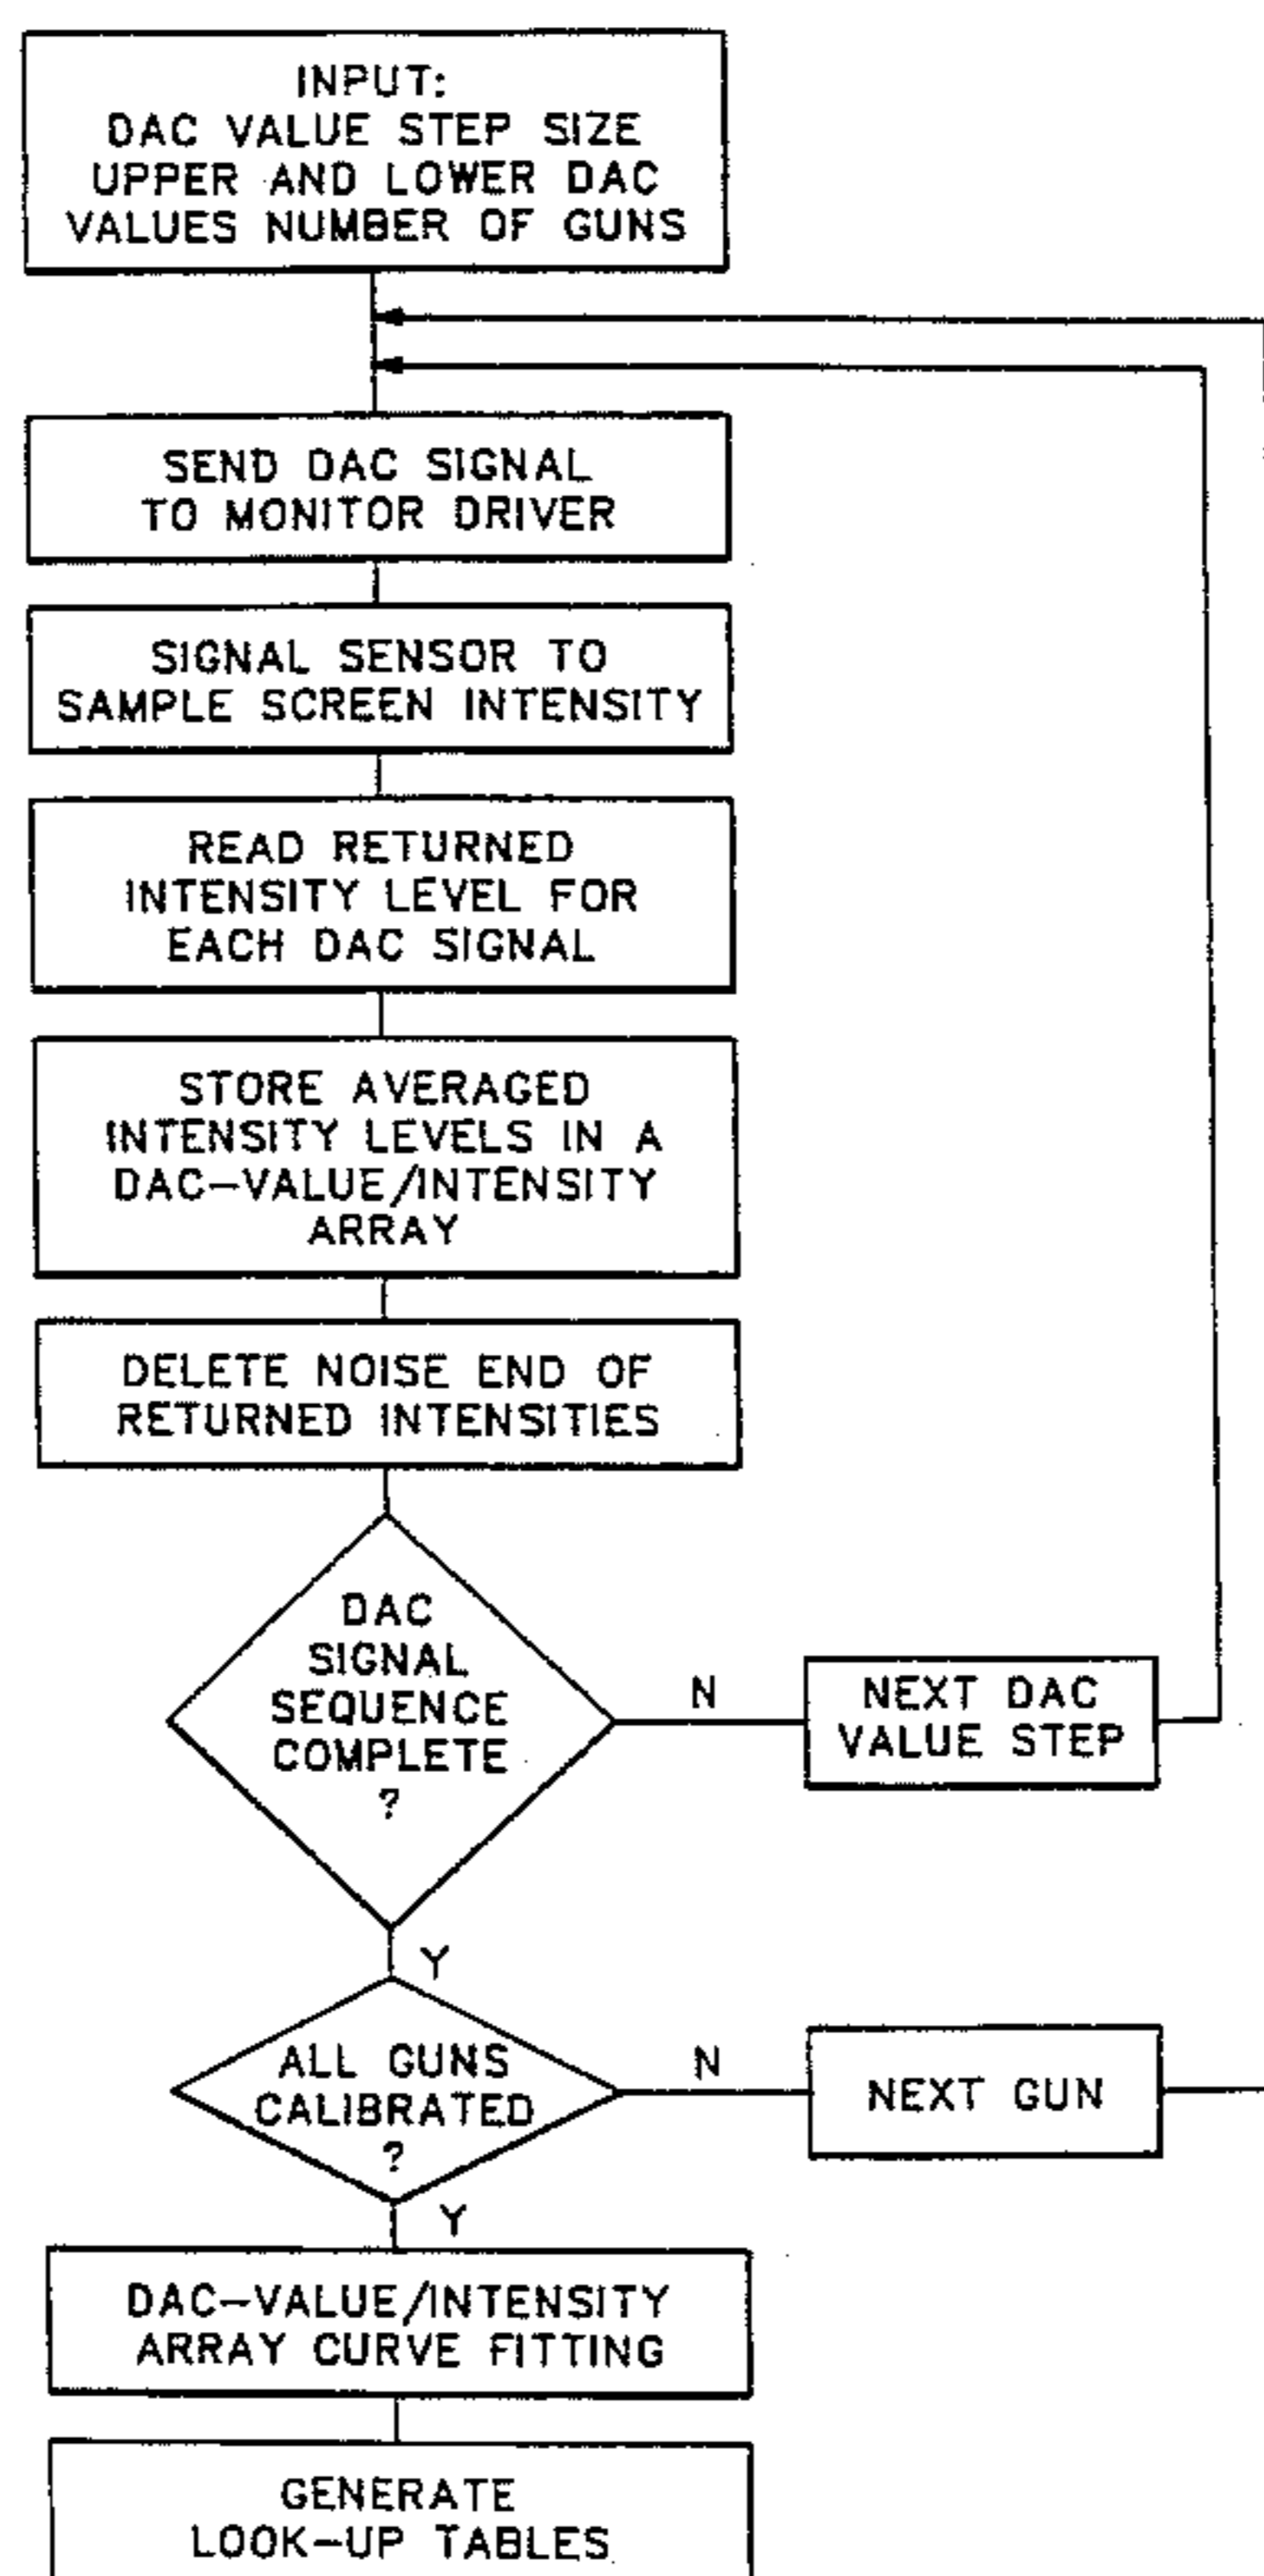 INPUT:
DAC VALUE STEP SIZE
UPPER AND LOWER DAC
VALUES NUMBER OF GUNS
SEND DAC SIGNAL
TO MONITOR DRIVER
SIGNAL SENSOR TO
SAMPLE SCREEN INTENSITY
READ RETURNED
INTENSITY LEVEL FOR
EACH DAC SIGNAL
STORE AVERAGED
INTENSITY LEVELS IN A
DAC-VALUE/INTENSITY
ARRAY
DELETE NOISE END OF
RETURNED INTENSITIES
DAC
SIGNAL
SEQUENCE
COMPLETE
?
N
NEXT DAC
VALUE STEP
Y
ALL GUNS
CALIBRATED
?
N
NEXT GUN
Y
DAC-VALUE/INTENSITY
ARRAY CURVE FITTING
GENERATE
LOOK-UP TABLES